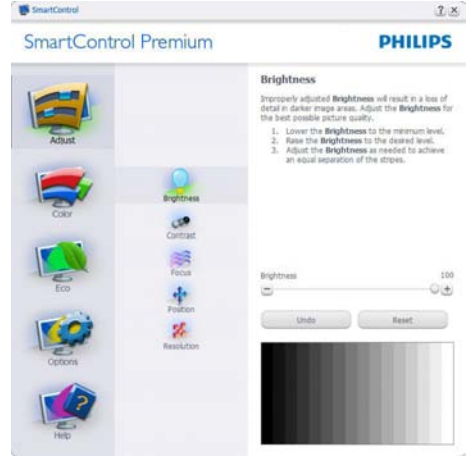 SmartControl
SmartControl Premium
PHILIPS
Adjust
Color
Eco
Options
Help
Brightness
Contrast
Focus
Position
Resolution
Brightness
Improperly adjusted Brightness will result in a loss of
detail in darker image areas. Adjust the Brightness for
the best possible picture quality.
1. Lower the Brightness to the minimum level.
2. Raise the Brightness to the desired level.
3. Adjust the Brightness as needed to achieve
an equal separation of the stripes.
Brightness 100
Undo Reset